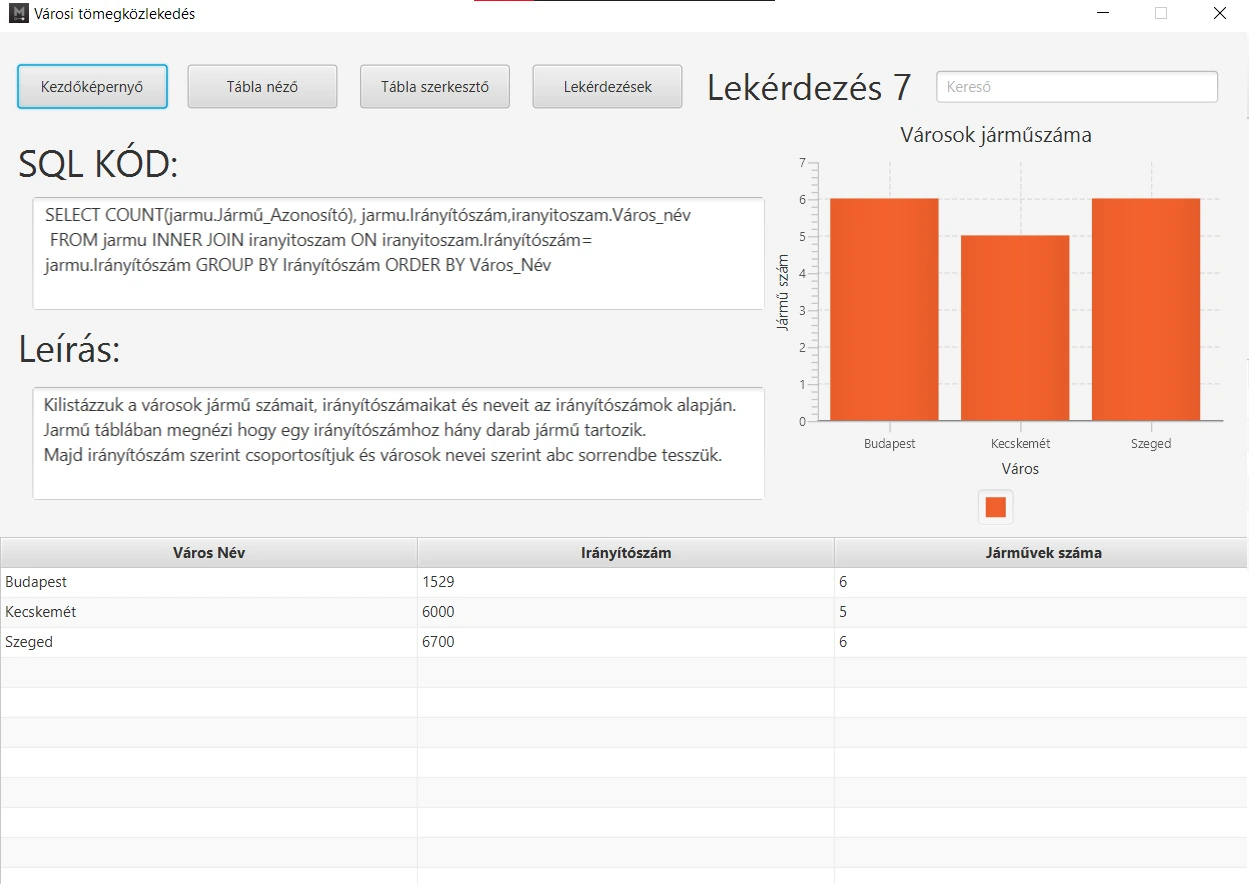 Városi tömegközlekedés
Kezdőképernyő
Tábla néző
Tábla szerkesztő
Lekérdezések
Lekérdezés 7
Kereső
SQL KÓD:
SELECT COUNT(jarmu.Jármű_Azonosító), jarmu.Irányítószám,iranyitoszam.Város_név
FROM jarmu INNER JOIN iranyitoszam ON iranyitoszam.Irányítószám=
jarmu.Irányítószám GROUP BY Irányítószám ORDER BY Város_Név
Leírás:
Kilistázzuk a városok jármű számait, irányítószámaikat és neveit az irányítószámok alapján.
Jarmű táblában megnézi hogy egy irányítószámhoz hány darab jármű tartozik.
Majd irányítószám szerint csoportosítjuk és városok nevei szerint abc sorrendbe tesszük.
Városok járműszáma
7
6
5
4
3
2
1
0
Jármű szám
Budapest
Kecskemét
Szeged
Város
Város Név
Irányítószám
Járművek száma
Budapest 1529 6
Kecskemét 6000 5
Szeged 6700 6